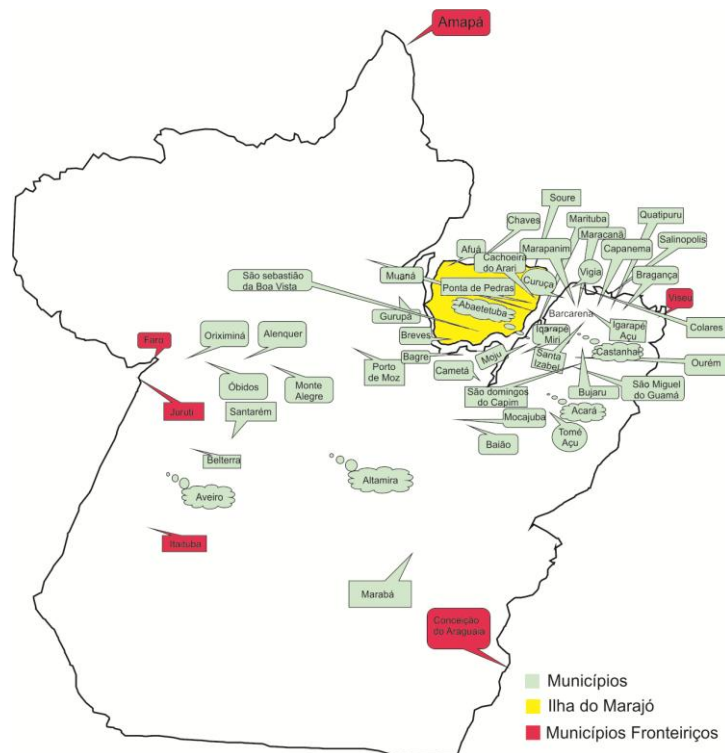 Amapá
Soure
Chaves
Marituba
Quatipuru
Maracanã
Salinopolis
Afuá
Cachoeira
do Arari
Marapanim
Capanema
Muaná
Vigia
Bragança
São sebastião
da Boa Vista
Ponta de Pedras
Curuça
Viseu
Abaetetuba
Barcarena
Colares
Gurupá
Igarapé
Miri
Igarapé
Açu
Faro
Oriximiná
Alenquer
Breves
Moju
Santa
Izabel
Castanhal
Bagre
Ourém
Porto
de Moz
Cametá
Óbidos
Monte
Alegre
São domingos
do Capim
Bujaru
São Miguel
do Guamá
Juruti
Santarém
Mocajuba
Acará
Baião
Tomé
Açu
Belterra
Altamira
Aveiro
Itaituba
Marabá
Conceição
do Araguaia
Municípios
Ilha do Marajó
Municípios Fronteiriços